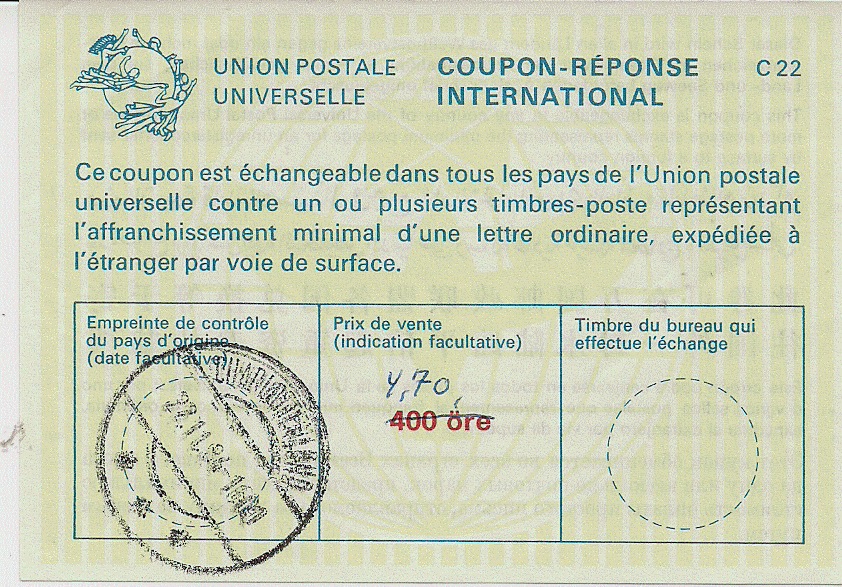 UNION POSTALE
UNIVERSELLE
COUPON-RÉPONSE
INTERNATIONAL
C 22
Ce coupon est échangeable dans tous les pays de l'Union postale
universelle contre un ou plusieurs timbres-poste représentant
l'affranchissement minimal d'une lettre ordinaire, expédiée à
l'étranger par voie de surface.
Empreinte de contrôle
du pays d'origine
(date facultative)
Prix de vente
(indication facultative)
4,70,
400 öre
Timbre du bureau qui
effectue l'échange
CHARLOTTENLUND